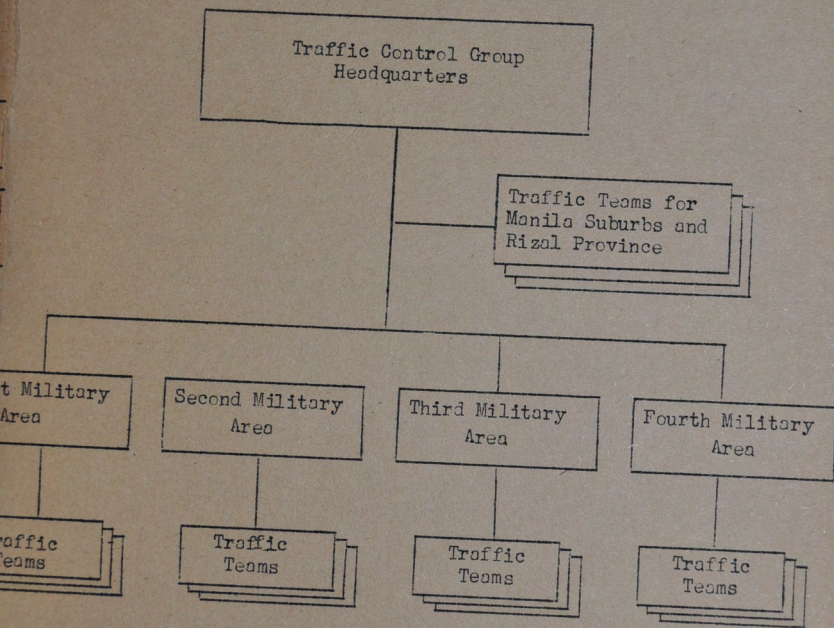 Traffic Control Group
Headquarters
Traffic Teams for
Manila Suburbs and
Rizal Province
t Military
Area
Second Military
Area
Third Military
Area
Fourth Military
Area
raffic
Teams
Traffic
Teams
Traffic
Teams
Traffic
Teams